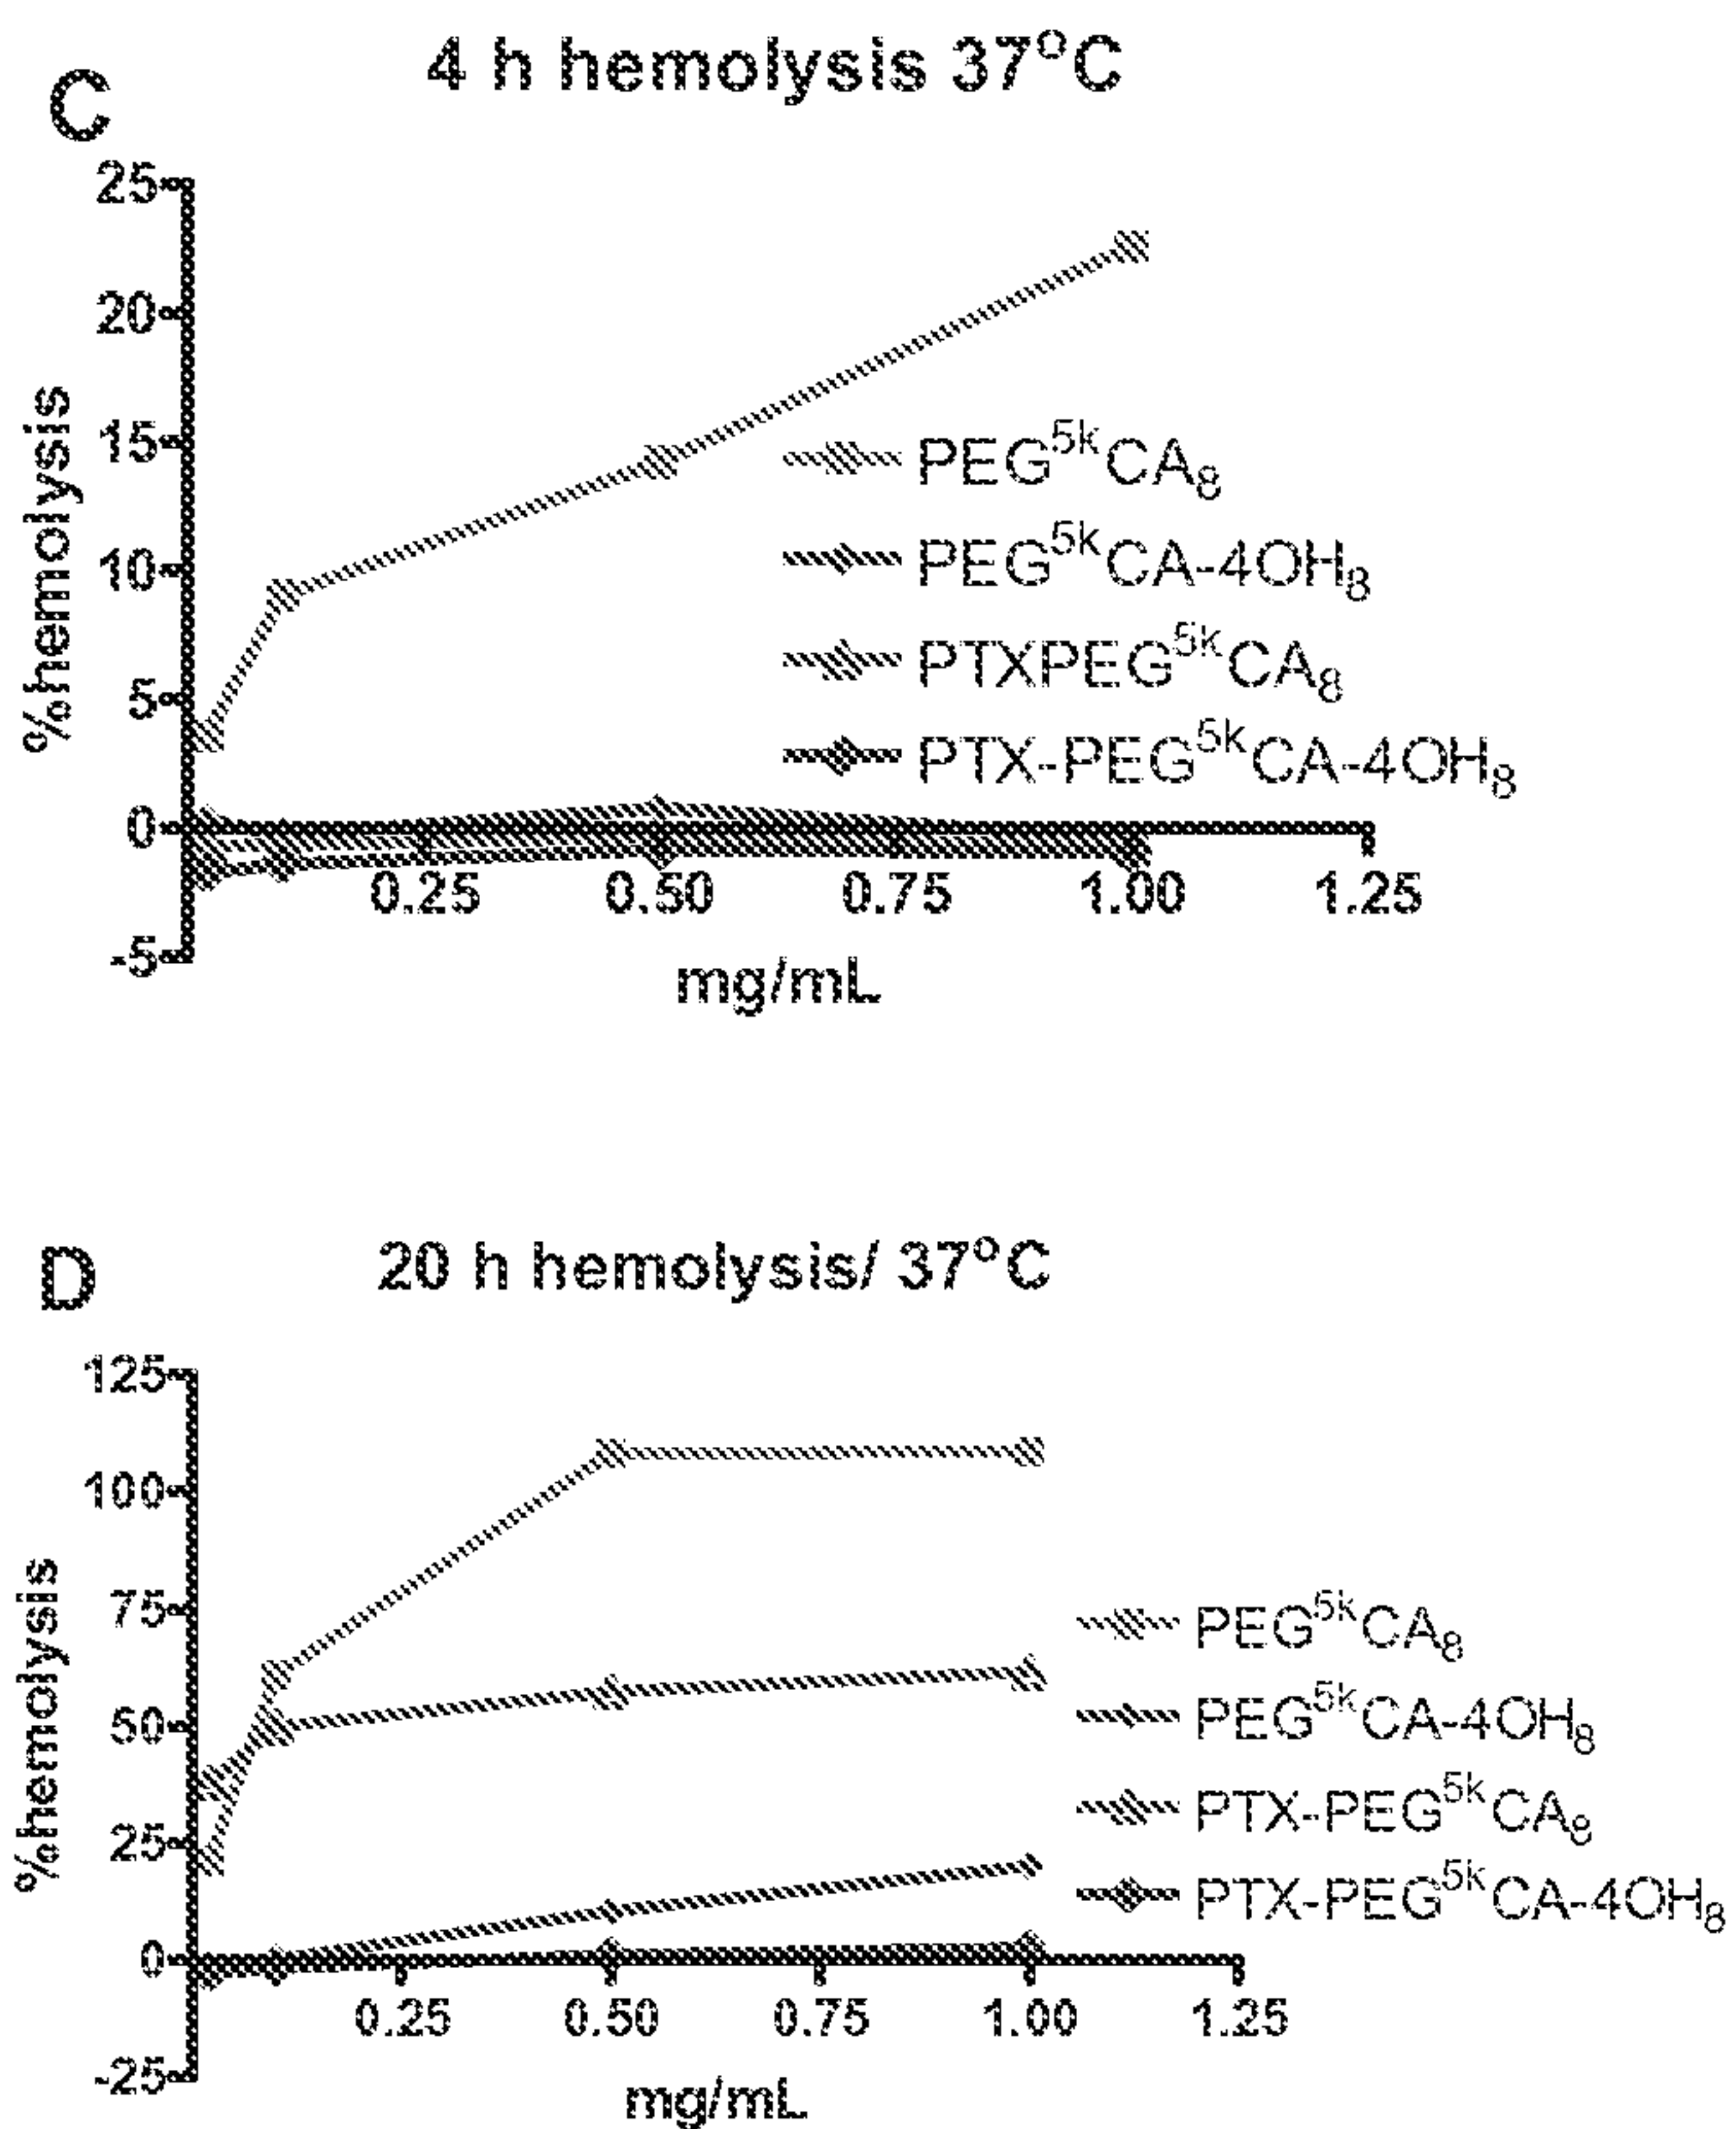 C
4 h hemolysis 37°C
25
20
15
10
5
0
-5
%hemolysis
PEG5kCA8
PEG5kCA-4OH8
PTXPEG5kCA8
PTX-PEG5kCA-4OH8
0.25 0.50 0.75 1.00 1.25
mg/mL
D
20 h hemolysis/ 37°C
125
100
75
50
25
0
-25
%hemolysis
PEG5kCA8
PEG5kCA-4OH8
PTX-PEG5kCA8
PTX-PEG5kCA-4OH8
0.25 0.50 0.75 1.00 1.25
mg/mL